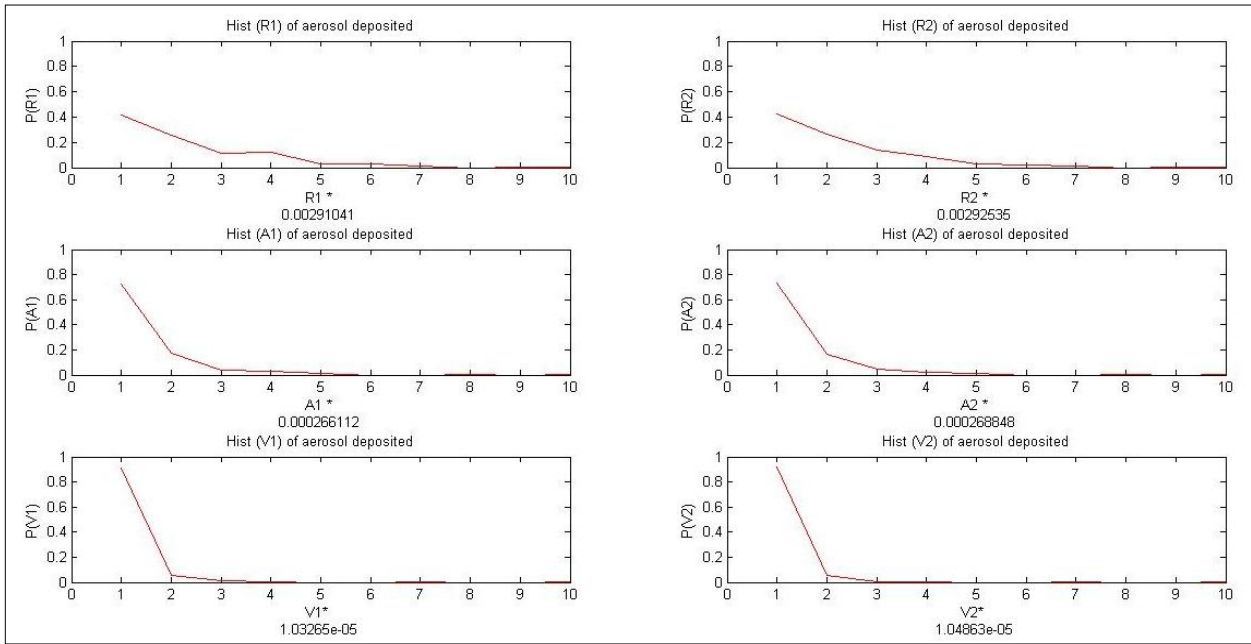 Hist (R1) of aerosol deposited
1
0.8
0.6
0.4
0.2
0
P(R1)
0 1 2 3 4 5 6 7 8 9 10
R1 *
0.00291041
Hist (R2) of aerosol deposited
1
0.8
0.6
0.4
0.2
0
P(R2)
0 1 2 3 4 5 6 7 8 9 10
R2 *
0.00292535
Hist (A1) of aerosol deposited
1
0.8
0.6
0.4
0.2
0
P(A1)
0 1 2 3 4 5 6 7 8 9 10
A1 *
0.000266112
Hist (A2) of aerosol deposited
1
0.8
0.6
0.4
0.2
0
P(A2)
0 1 2 3 4 5 6 7 8 9 10
A2 *
0.000268848
Hist (V1) of aerosol deposited
1
0.8
0.6
0.4
0.2
0
P(V1)
0 1 2 3 4 5 6 7 8 9 10
V1*
1.03265e-05
Hist (V2) of aerosol deposited
1
0.8
0.6
0.4
0.2
0
P(V2)
0 1 2 3 4 5 6 7 8 9 10
V2*
1.04863e-05